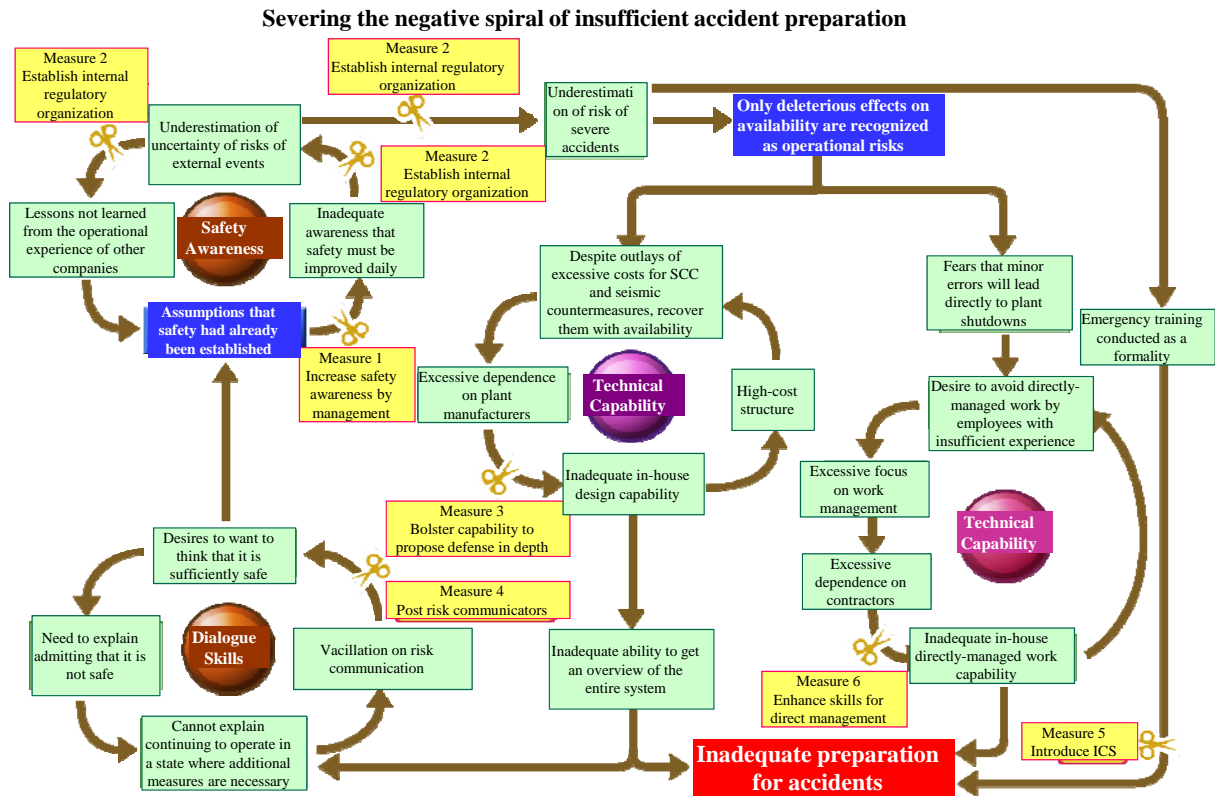 Severing the negative spiral of insufficient accident preparation
Measure 2
Establish internal
regulatory
organization
Measure 2
Establish internal
regulatory
organization
Underestimation of
uncertainty of risks of
external events
Measure 2
Establish internal
regulatory organization
Underestimati
on of risk of
severe
accidents
Only deleterious effects on
availability are recognized
as operational risks
Lessons not learned
from the operational
experience of other
companies
Safety
Awareness
Inadequate
awareness that
safety must be
improved daily
Assumptions that
safety had already
been established
Measure 1
Increase safety
awareness by
management
Despite outlays of
excessive costs for SCC
and seismic
countermeasures, recover
them with availability
Fears that minor
errors will lead
directly to plant
shutdowns
Emergency training
conducted as a
formality
Excessive dependence
on plant
manufacturers
Technical
Capability
High-cost
structure
Desire to avoid directly-
managed work by
employees with
insufficient experience
Inadequate in-house
design capability
Excessive focus
on work
management
Technical
Capability
Measure 3
Bolster capability to
propose defense in depth
Desires to want to
think that it is
sufficiently safe
Excessive
dependence on
contractors
Measure 4
Post risk communicators
Need to explain
admitting that it is
not safe
Dialogue
Skills
Vacillation on risk
communication
Inadequate ability to get
an overview of the
entire system
Inadequate in-house
directly-managed work
capability
Measure 6
Enhance skills for
direct management
Cannot explain
continuing to operate in
a state where additional
measures are necessary
Inadequate preparation
for accidents
Measure 5
Introduce ICS